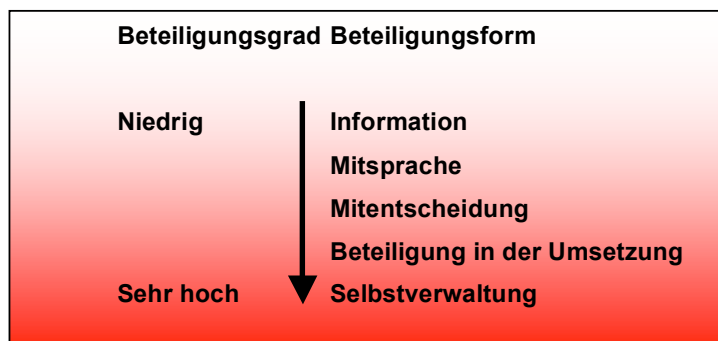 Beteiligungsgrad Beteiligungsform
Niedrig Information
Mitsprache
Mitentscheidung
Beteiligung in der Umsetzung
Sehr hoch Selbstverwaltung